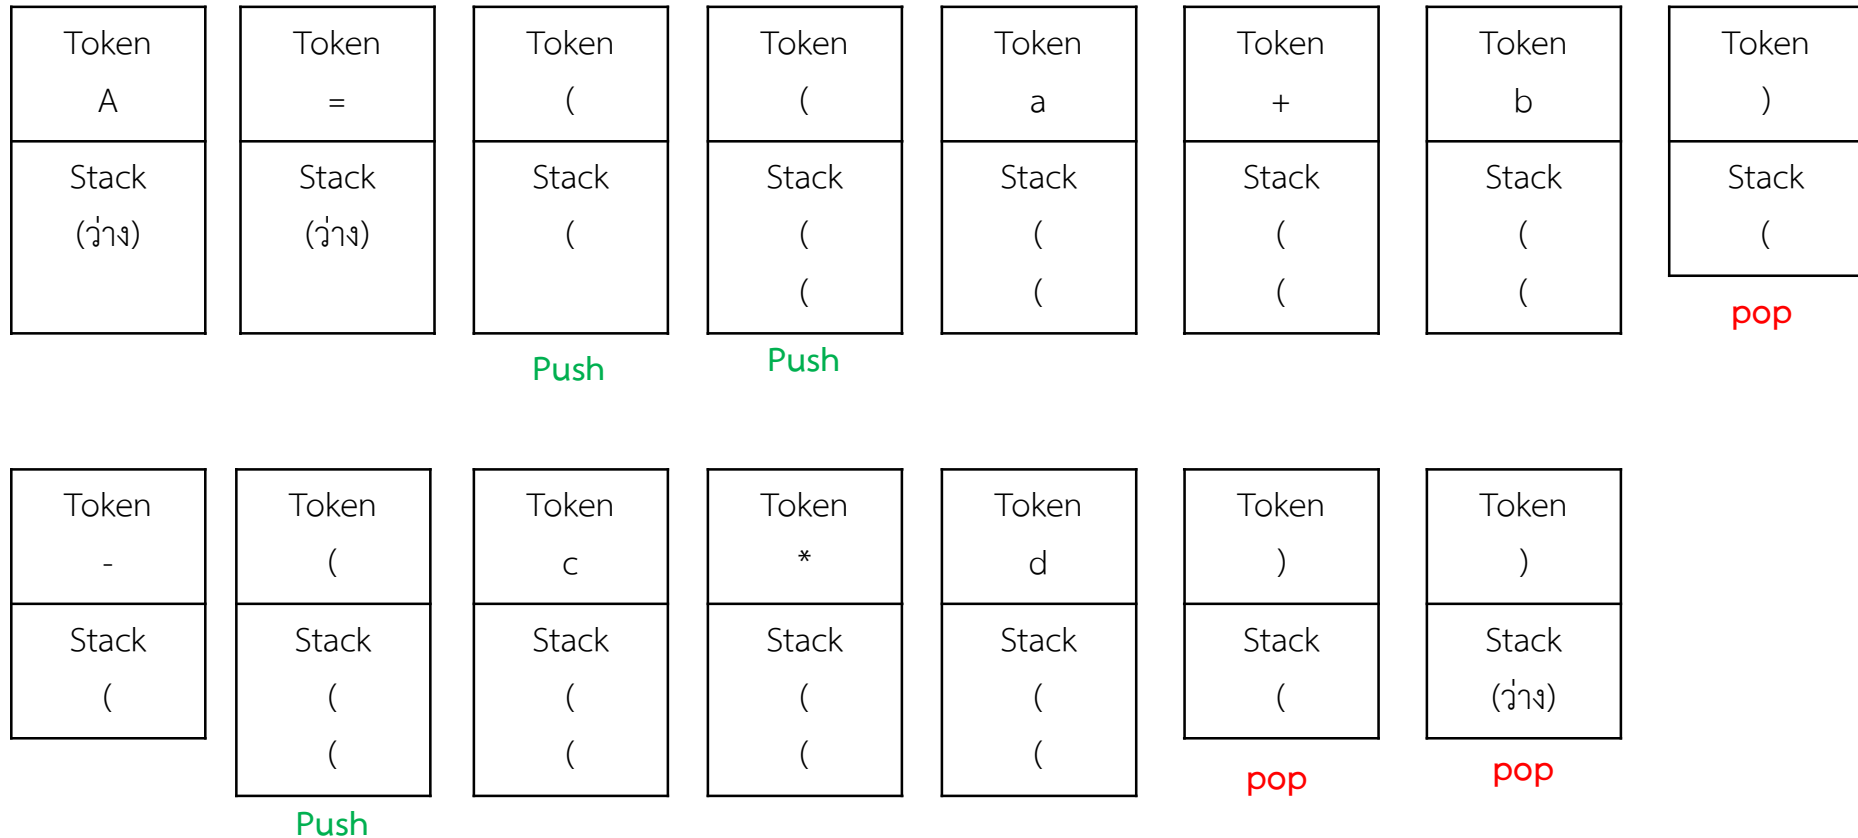 Token Token Token Token Token Token Token Token
A = ( ( a + b )
Stack Stack Stack Stack Stack Stack Stack Stack
(ว่าง) (ว่าง) ( ( ( ( ( (
( ( ( (
Push Push pop
Token Token Token Token Token Token Token
- ( c * d ) )
Stack Stack Stack Stack Stack Stack Stack
( ( ( ( ( ( (ว่าง)
( ( ( (
pop pop
Push